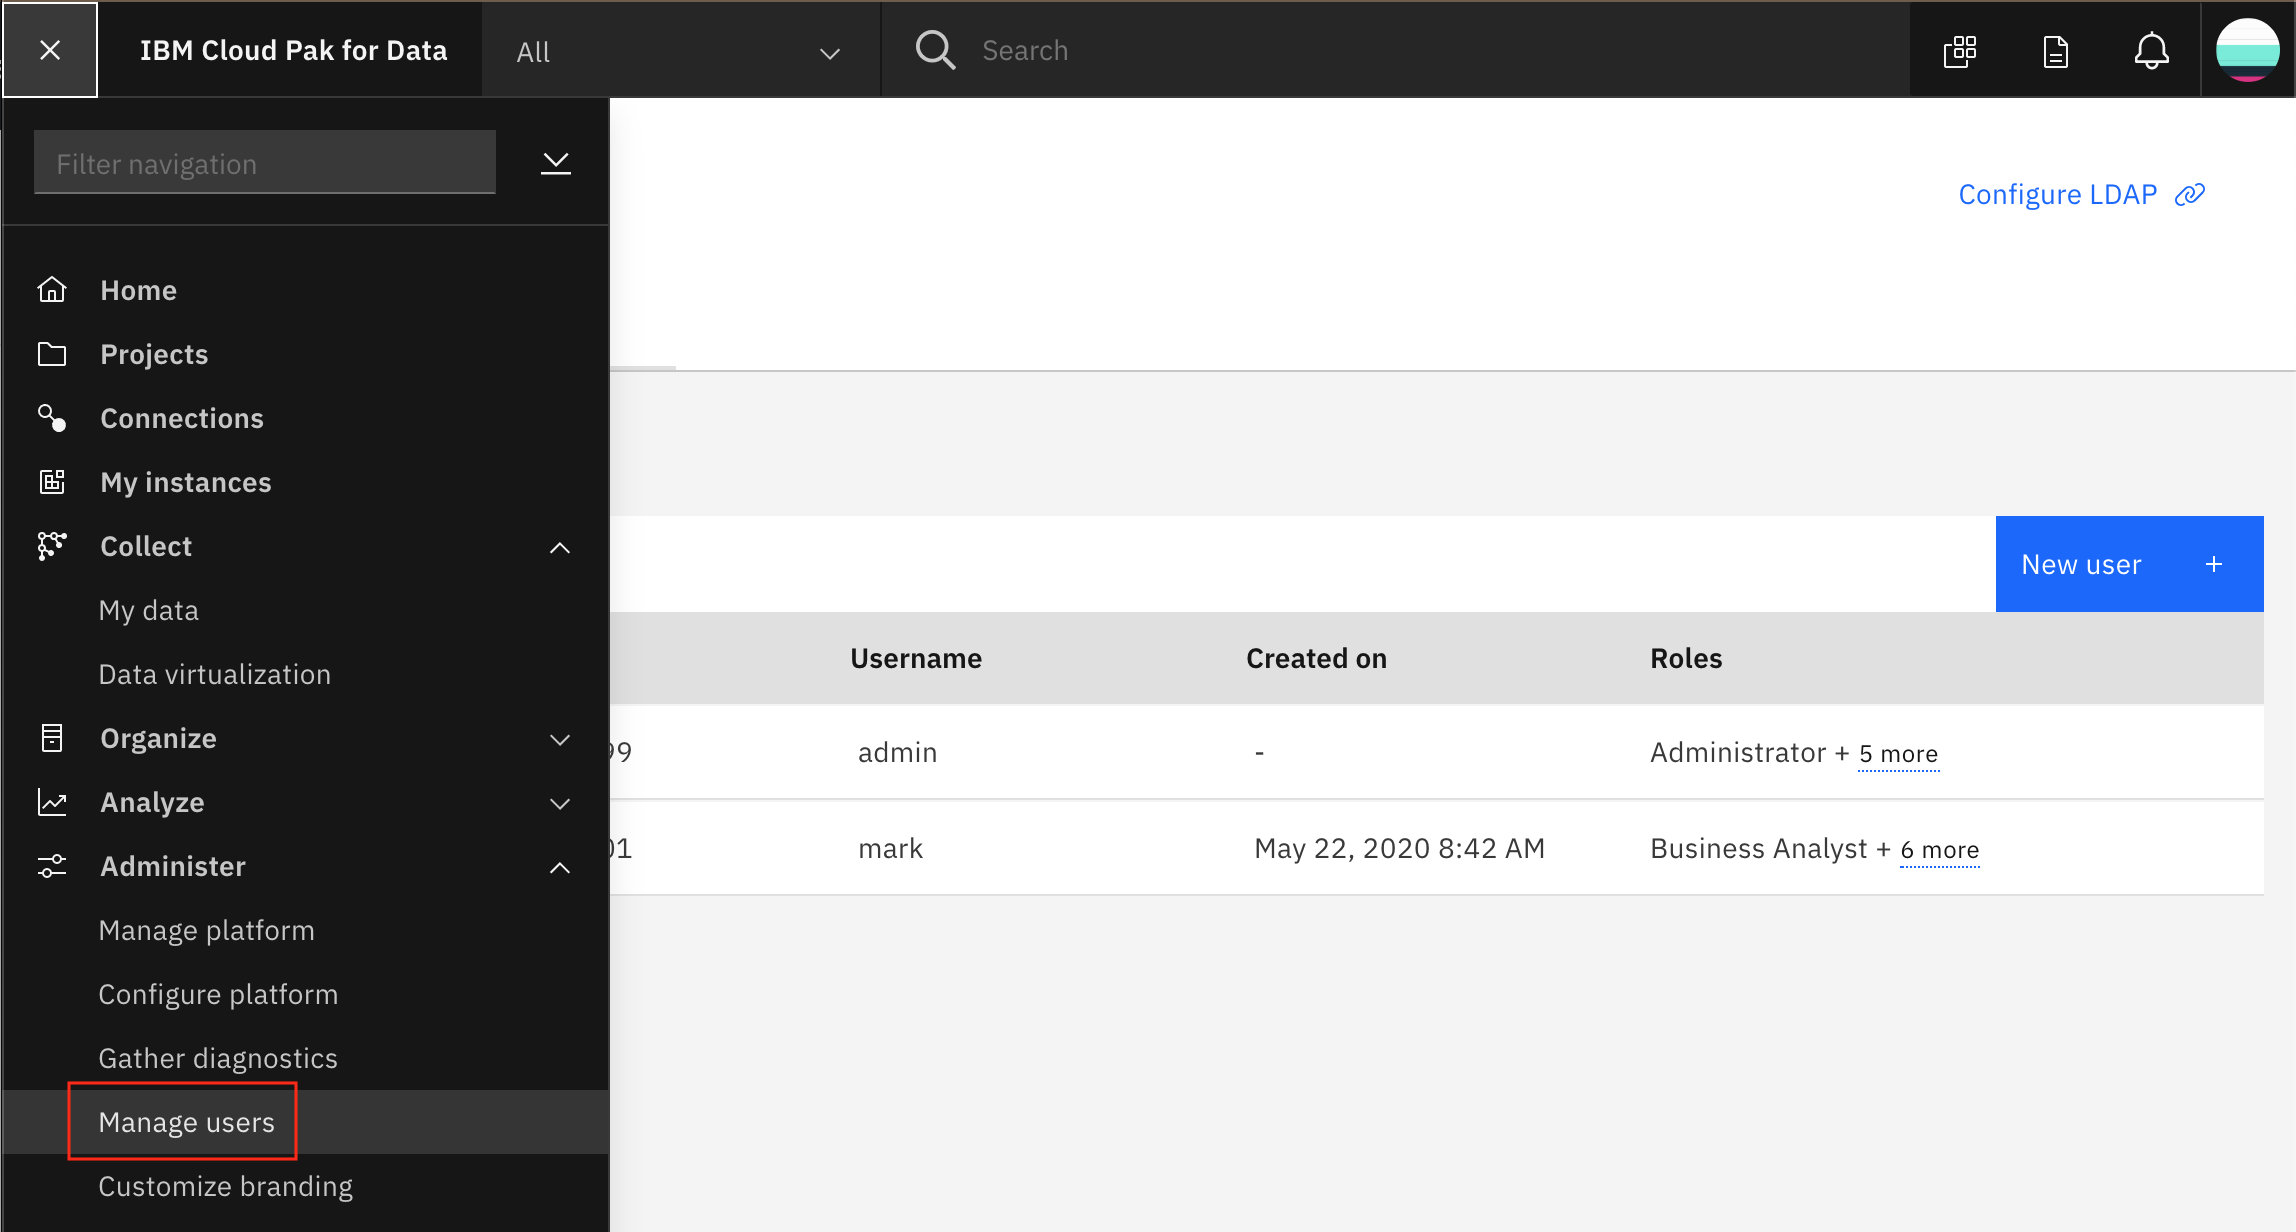 IBM Cloud Pak for Data
All
Search
Filter navigation
Configure LDAP
Home
Projects
Connections
My instances
Collect
My data
Data virtualization
Organize
Analyze
Administer
Manage platform
Configure platform
Gather diagnostics
Manage users
Customize branding
New user +
Username Created on Roles
99 admin - Administrator + 5 more
01 mark May 22, 2020 8:42 AM Business Analyst + 6 more